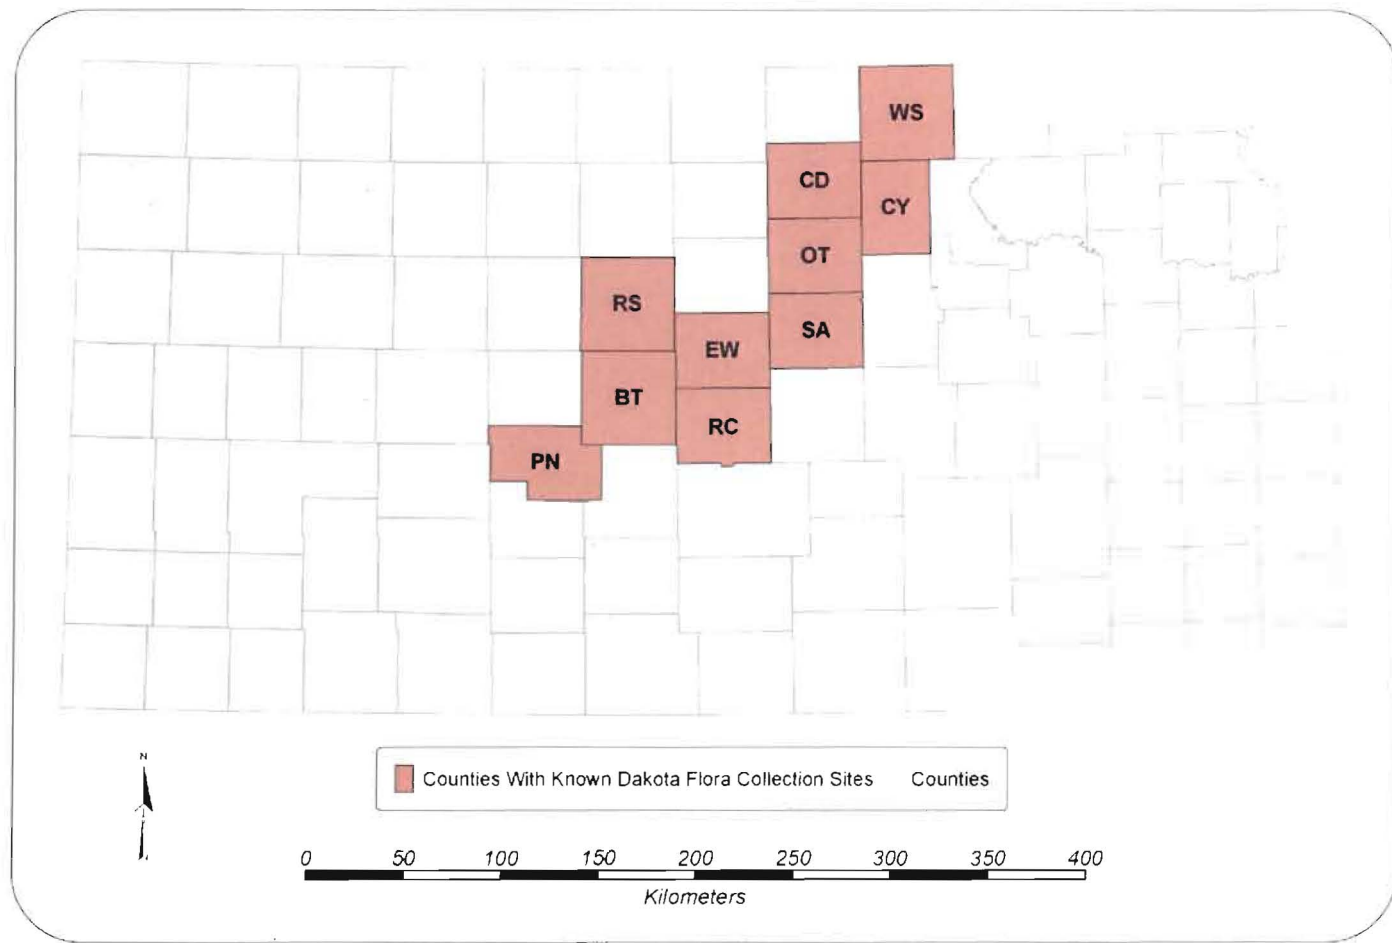 WS
CD
CY
OT
RS
SA
EW
BT
RC
PN
N
Counties With Known Dakota Flora Collection Sites Counties
0 50 100 150 200 250 300 350 400
Kilometers